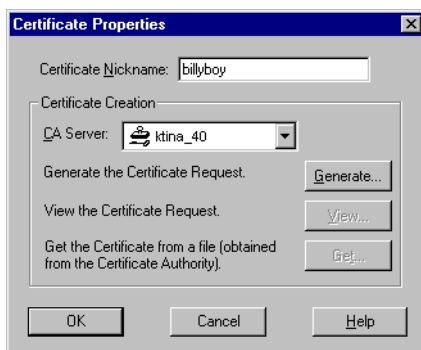 Certificate Properties
Certificate Nickname: billyboy
Certificate Creation
CA Server: ktina_40
Generate the Certificate Request. Generate...
View the Certificate Request. View...
Get the Certificate from a file (obtained
from the Certificate Authority). Get...
OK Cancel Help